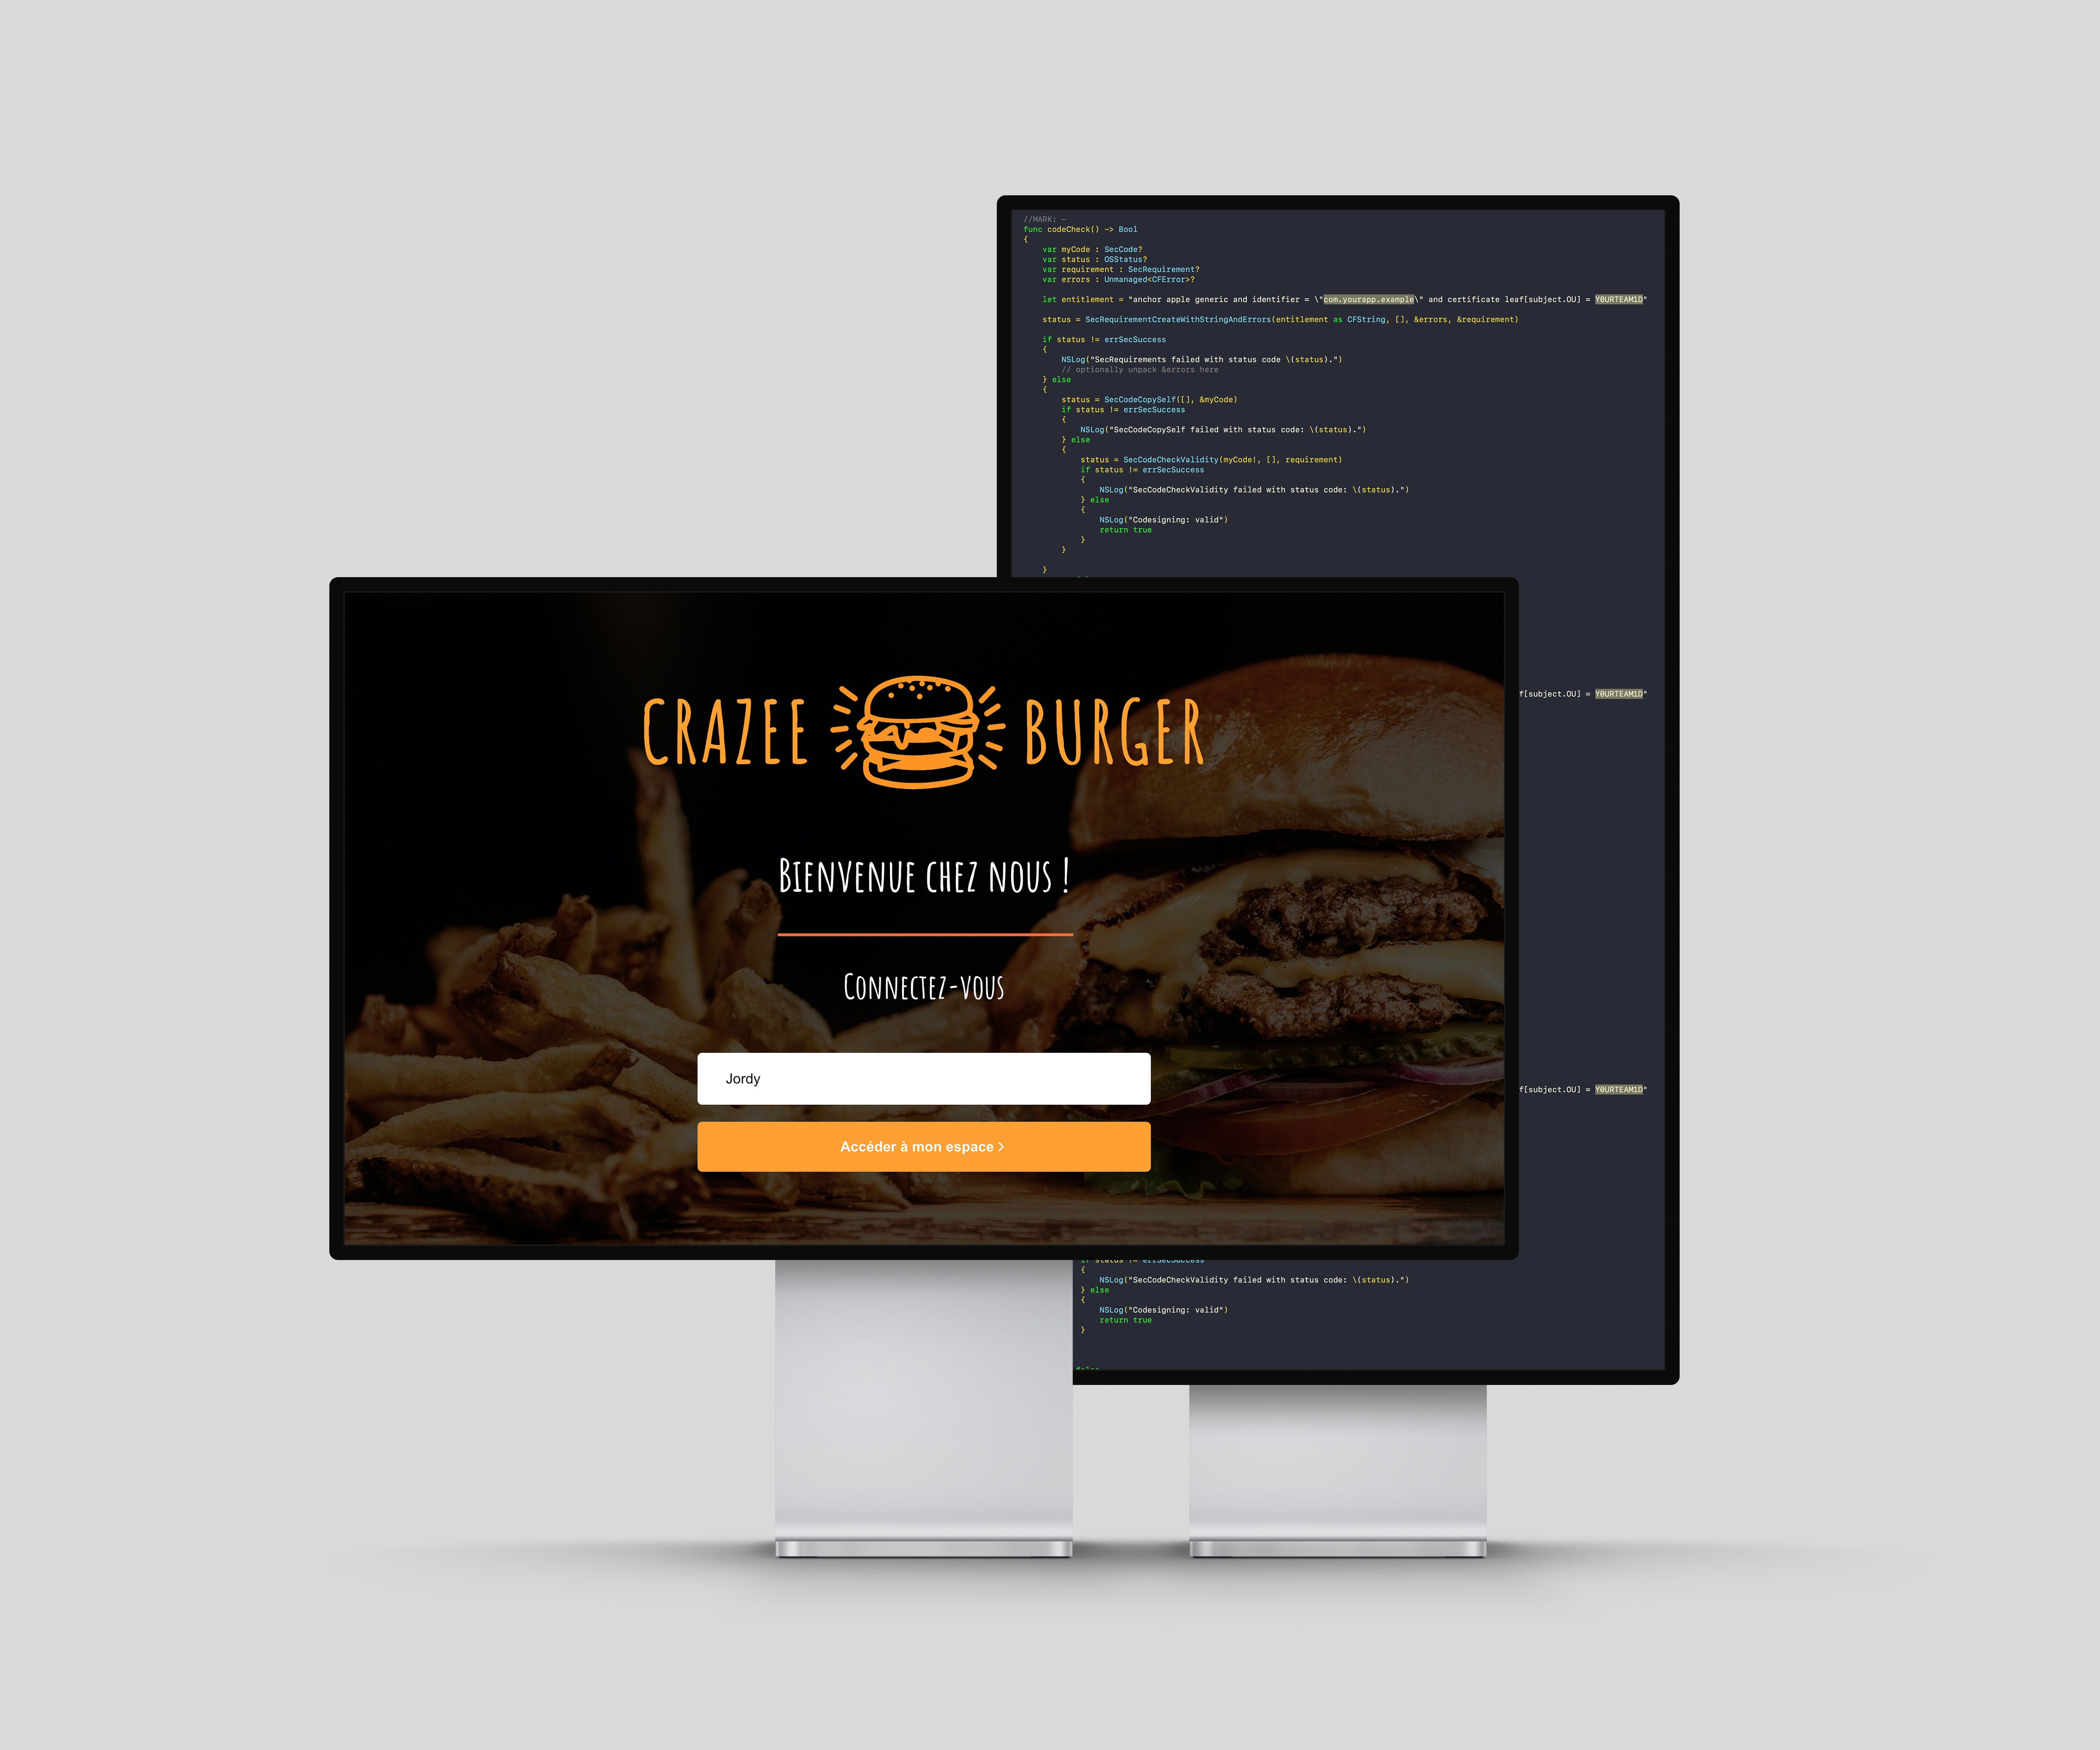 //MARK: -
func codeCheck() -> Bool
{
var myCode : SecCode?
var status : OSStatus?
var requirement : SecRequirement?
var errors : Unmanaged<CFError>?
let entitlement = "anchor apple generic and identifier = \"com.yourapp.example\" and certificate leaf[subject.OU] = Y0URTEAM1D"
status = SecRequirementCreateWithStringAndErrors(entitlement as CFString, [], &errors, &requirement)
if status != errSecSuccess
{
NSLog("SecRequirements failed with status code \(status).")
// optionally unpack &errors here
} else
{
status = SecCodeCopySelf([], &myCode)
if status != errSecSuccess
{
NSLog("SecCodeCopySelf failed with status code: \(status).")
} else
{
status = SecCodeCheckValidity(myCode!, [], requirement)
if status != errSecSuccess
{
NSLog("SecCodeCheckValidity failed with status code: \(status).")
} else
{
NSLog("Codesigning: valid")
return true
}
}
}
f[subject.OU] = Y0URTEAM1D"
CRAZEE BURGER
BIENVENUE CHEZ NOUS !
CONNECTEZ-VOUS
Jordy
Accéder à mon espace >
f[subject.OU] = Y0URTEAM1D"
if status != errSecSuccess
{
NSLog("SecCodeCheckValidity failed with status code: \(status).")
} else
{
NSLog("Codesigning: valid")
return true
}